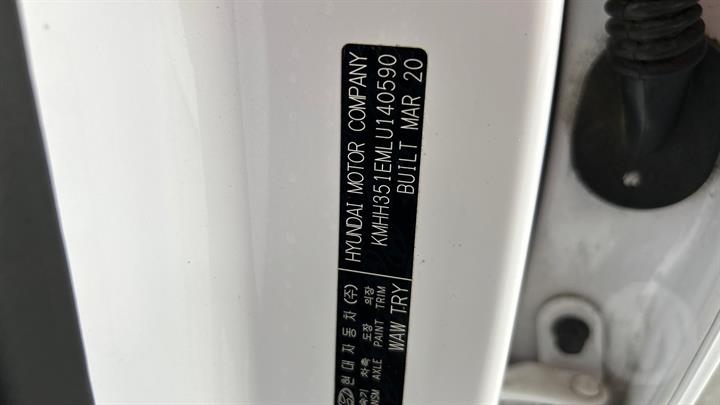 HYUNDAI MOTOR COMPANY
KMHH351EMLU140590
BUILT MAR 20
현대자동차(주)
차축 도장 의장
AXLE PAINT TRIM
WAW TRY